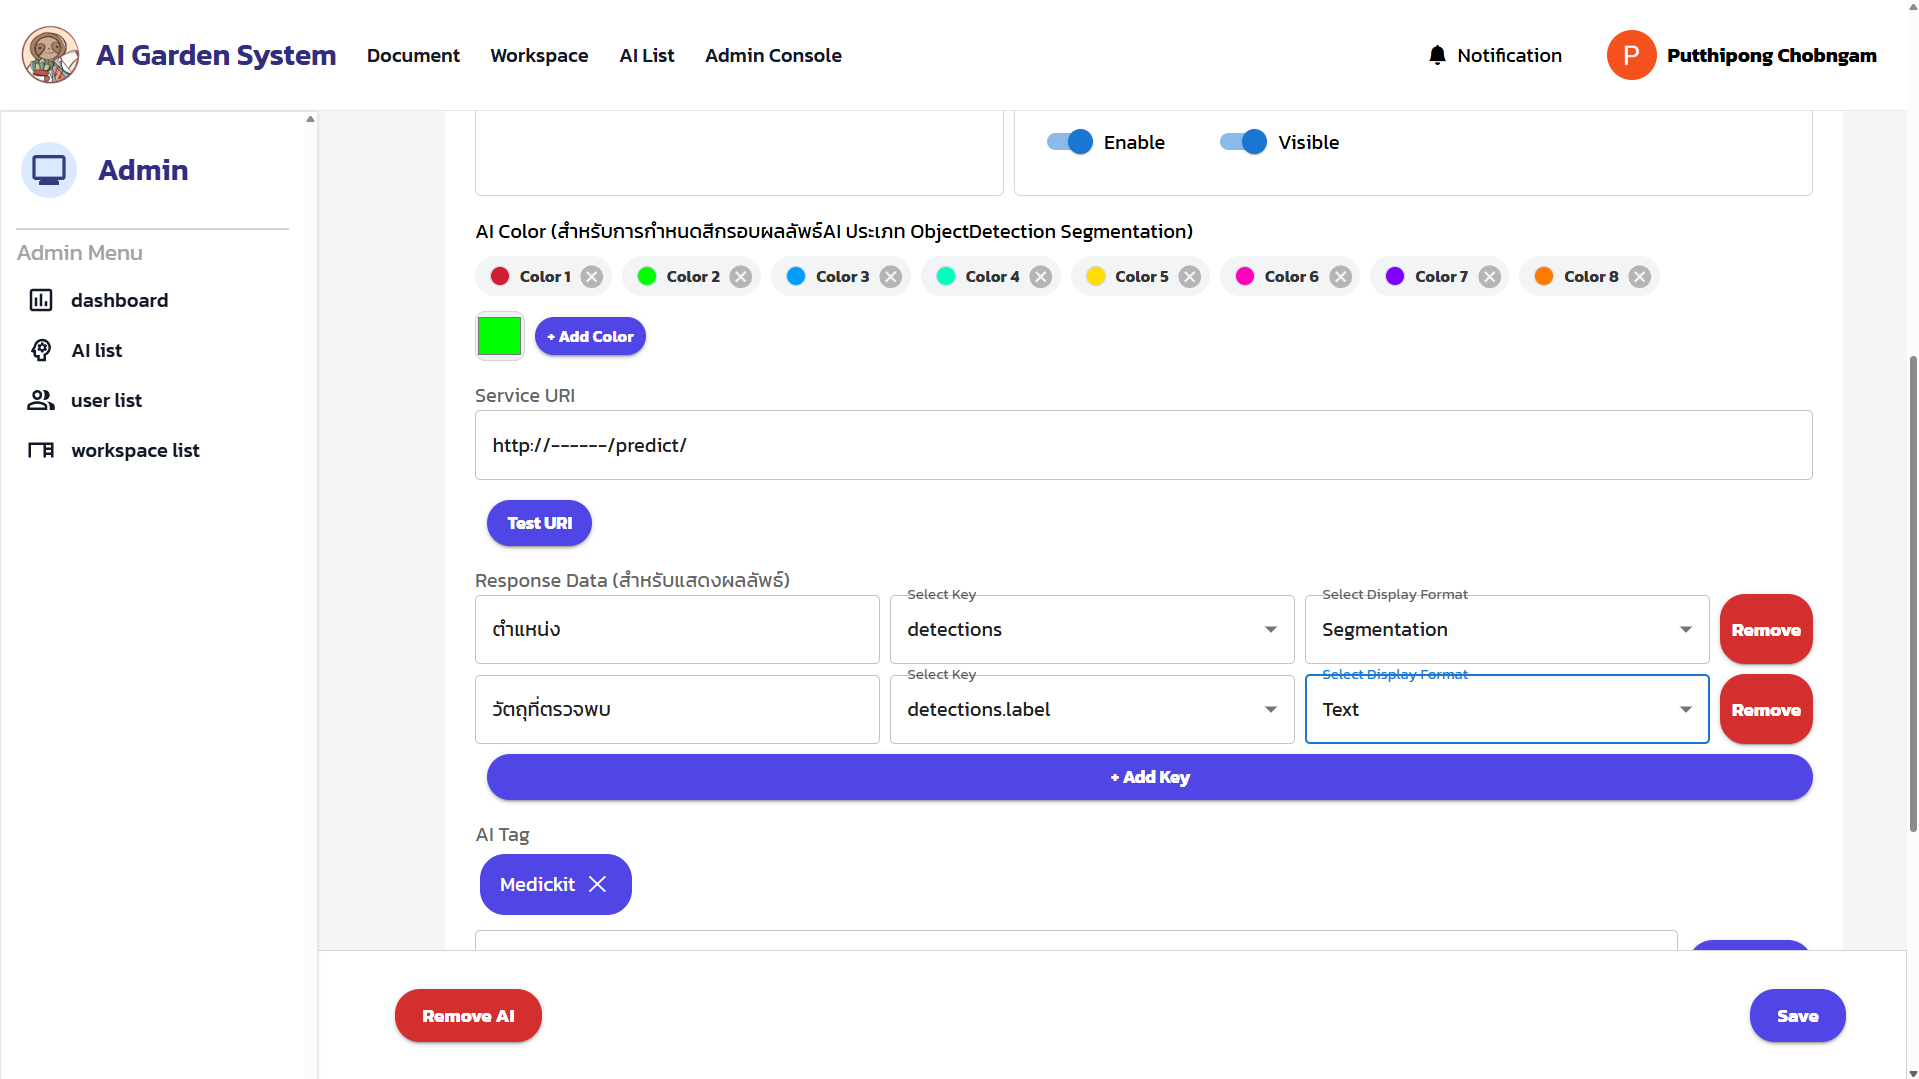 AI Garden System
Document
Workspace
AI List
Admin Console
Notification
P
Putthipong Chobngam
Admin
Admin Menu
dashboard
AI list
user list
workspace list
Enable
Visible
AI Color (สำหรับการกำหนดสีกรอบผลลัพธ์AI ประเภท ObjectDetection Segmentation)
Color 1
Color 2
Color 3
Color 4
Color 5
Color 6
Color 7
Color 8
+ Add Color
Service URI
http://------/predict/
Test URI
Response Data (สำหรับแสดงผลลัพธ์)
Select Key
Select Display Format
ตำแหน่ง
detections
Segmentation
Remove
Select Key
Select Display Format
วัตถุที่ตรวจพบ
detections.label
Text
Remove
+ Add Key
AI Tag
Medickit
Remove AI
Save